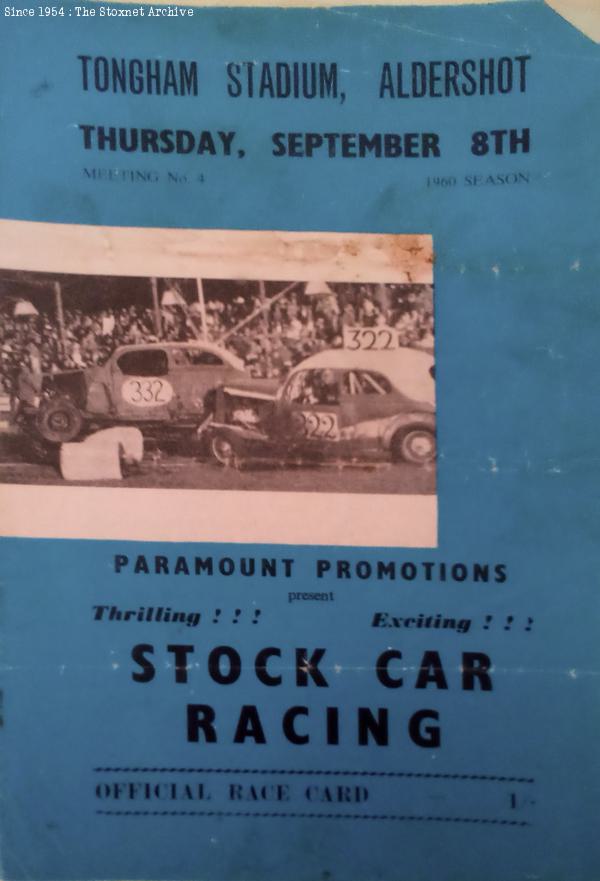 Since 1954 : The Stoxnet Archive
TONGHAM STADIUM, ALDERSHOT
THURSDAY, SEPTEMBER 8TH
MEETING No. 4 1960 SEASON
322
332
322
PARAMOUNT PROMOTIONS
present
Thrilling ! ! ! Exciting ! ! !
STOCK CAR
RACING
OFFICIAL RACE CARD - 1/-